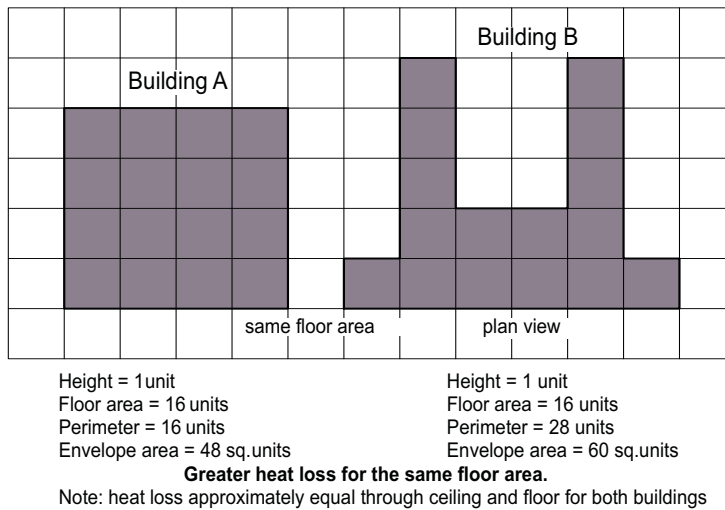 Building A
Building B
same floor area
plan view
Height = 1 unit
Floor area = 16 units
Perimeter = 16 units
Envelope area = 48 sq.units
Height = 1 unit
Floor area = 16 units
Perimeter = 28 units
Envelope area = 60 sq.units
Greater heat loss for the same floor area.
Note: heat loss approximately equal through ceiling and floor for both buildings